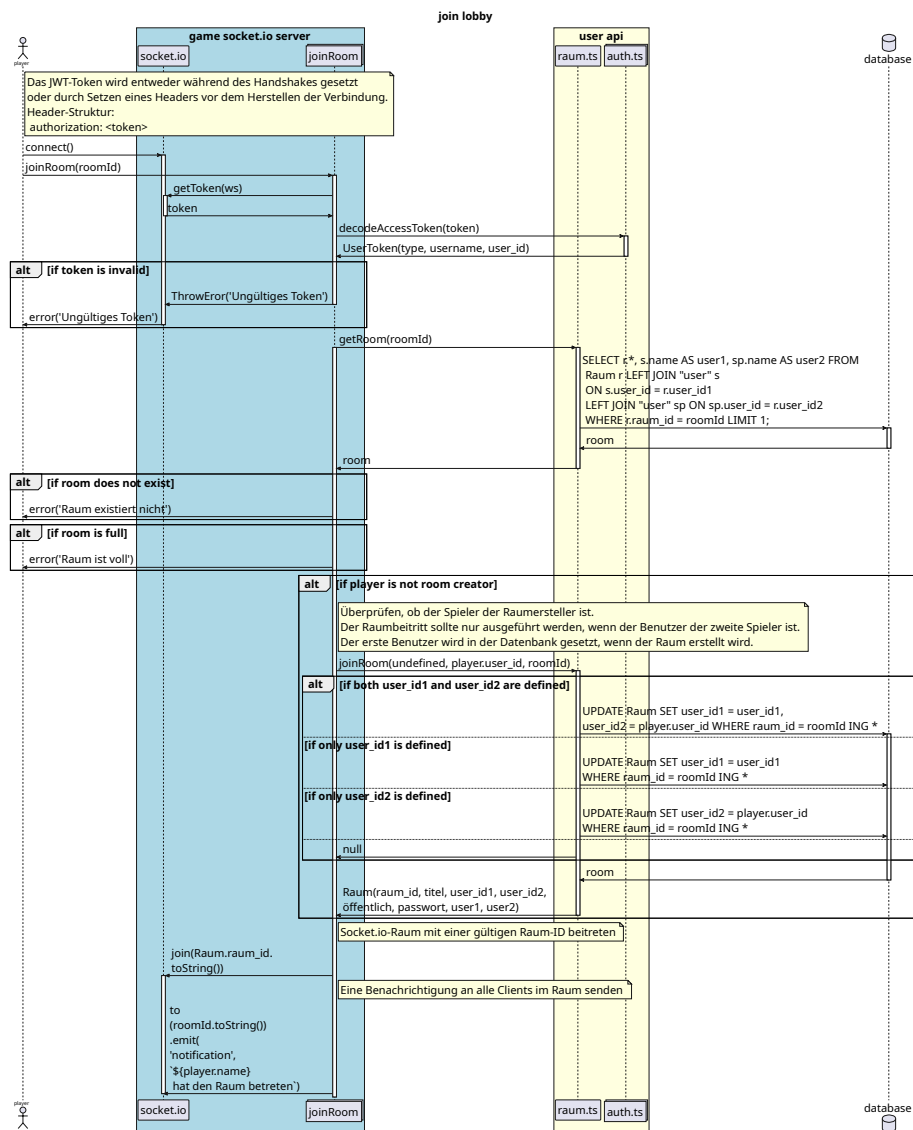 join lobby
game socket.io server
user api
player
socket.io
joinRoom
raum.ts
auth.ts
database
Das JWT-Token wird entweder während des Handshakes gesetzt
oder durch Setzen eines Headers vor dem Herstellen der Verbindung.
Header-Struktur:
authorization: <token>
connect()
joinRoom(roomId)
getToken(ws)
token
decodeAccessToken(token)
UserToken(type, username, user_id)
alt [if token is invalid]
ThrowEror('Ungültiges Token')
error('Ungültiges Token')
getRoom(roomId)
SELECT r.*, s.name AS user1, sp.name AS user2 FROM
Raum r LEFT JOIN "user" s
ON s.user_id = r.user_id1
LEFT JOIN "user" sp ON sp.user_id = r.user_id2
WHERE r.raum_id = roomId LIMIT 1;
room
room
alt [if room does not exist]
error('Raum existiert nicht')
alt [if room is full]
error('Raum ist voll')
alt [if player is not room creator]
Überprüfen, ob der Spieler der Raumersteller ist.
Der Raumbeitritt sollte nur ausgeführt werden, wenn der Benutzer der zweite Spieler ist.
Der erste Benutzer wird in der Datenbank gesetzt, wenn der Raum erstellt wird.
joinRoom(undefined, player.user_id, roomId)
alt [if both user_id1 and user_id2 are defined]
UPDATE Raum SET user_id1 = user_id1,
user_id2 = player.user_id WHERE raum_id = roomId ING *
[if only user_id1 is defined]
UPDATE Raum SET user_id1 = user_id1
WHERE raum_id = roomId ING *
[if only user_id2 is defined]
UPDATE Raum SET user_id2 = player.user_id
WHERE raum_id = roomId ING *
null
room
Raum(raum_id, titel, user_id1, user_id2,
öffentlich, passwort, user1, user2)
Socket.io-Raum mit einer gültigen Raum-ID beitreten
join(Raum.raum_id.
toString())
Eine Benachrichtigung an alle Clients im Raum senden
to
(roomId.toString())
.emit(
'notification',
`${player.name}
hat den Raum betreten`)
player
socket.io
joinRoom
raum.ts
auth.ts
database